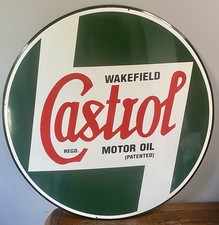 WAKEFIELD
Castrol
REGD. MOTOR OIL
(PATENTED)